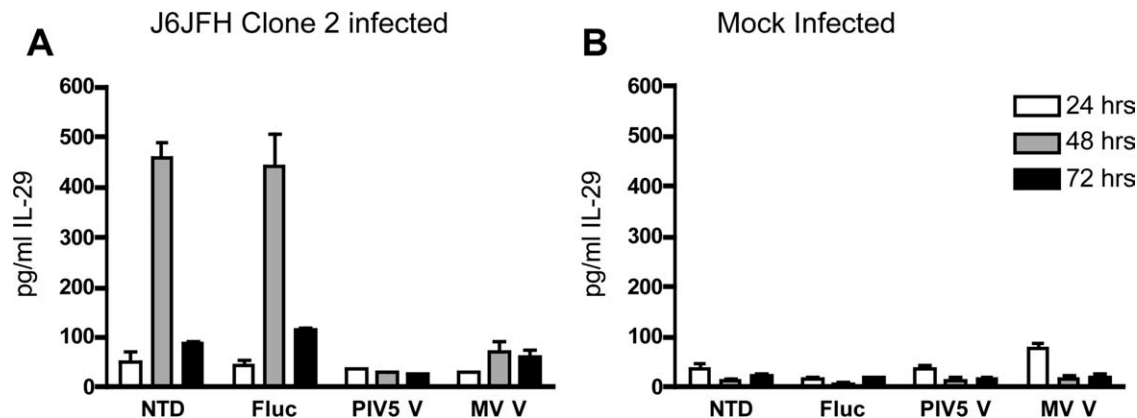 J6JFH Clone 2 infected
Mock Infected
A
B
600
500
400
300
200
100
0
pg/ml IL-29
NTD
Fluc
PIV5 V
MV V
600
500
400
300
200
100
0
pg/ml IL-29
NTD
Fluc
PIV5 V
MV V
24 hrs
48 hrs
72 hrs